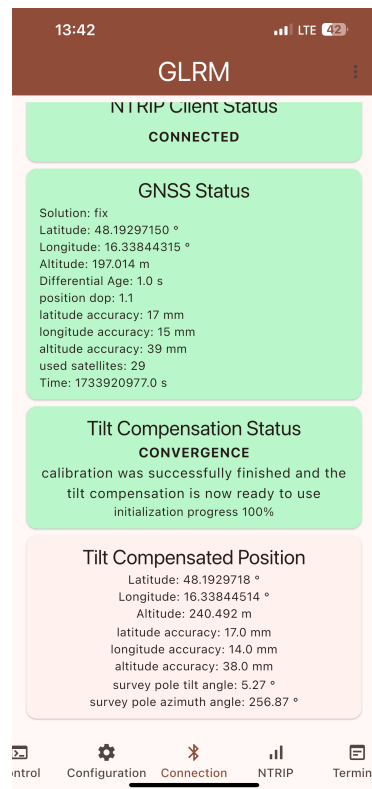 13:42
LTE 42
GLRM
NTRIP Client Status
CONNECTED
GNSS Status
Solution: fix
Latitude: 48.19297150 °
Longitude: 16.33844315 °
Altitude: 197.014 m
Differential Age: 1.0 s
position dop: 1.1
latitude accuracy: 17 mm
longitude accuracy: 15 mm
altitude accuracy: 39 mm
used satellites: 29
Time: 1733920977.0 s
Tilt Compensation Status
CONVERGENCE
calibration was successfully finished and the
tilt compensation is now ready to use
initialization progress 100%
Tilt Compensated Position
Latitude: 48.1929718 °
Longitude: 16.33844514 °
Altitude: 240.492 m
latitude accuracy: 17.0 mm
longitude accuracy: 14.0 mm
altitude accuracy: 38.0 mm
survey pole tilt angle: 5.27 °
survey pole azimuth angle: 256.87 °
ntrol
Configuration
Connection
NTRIP
Termin